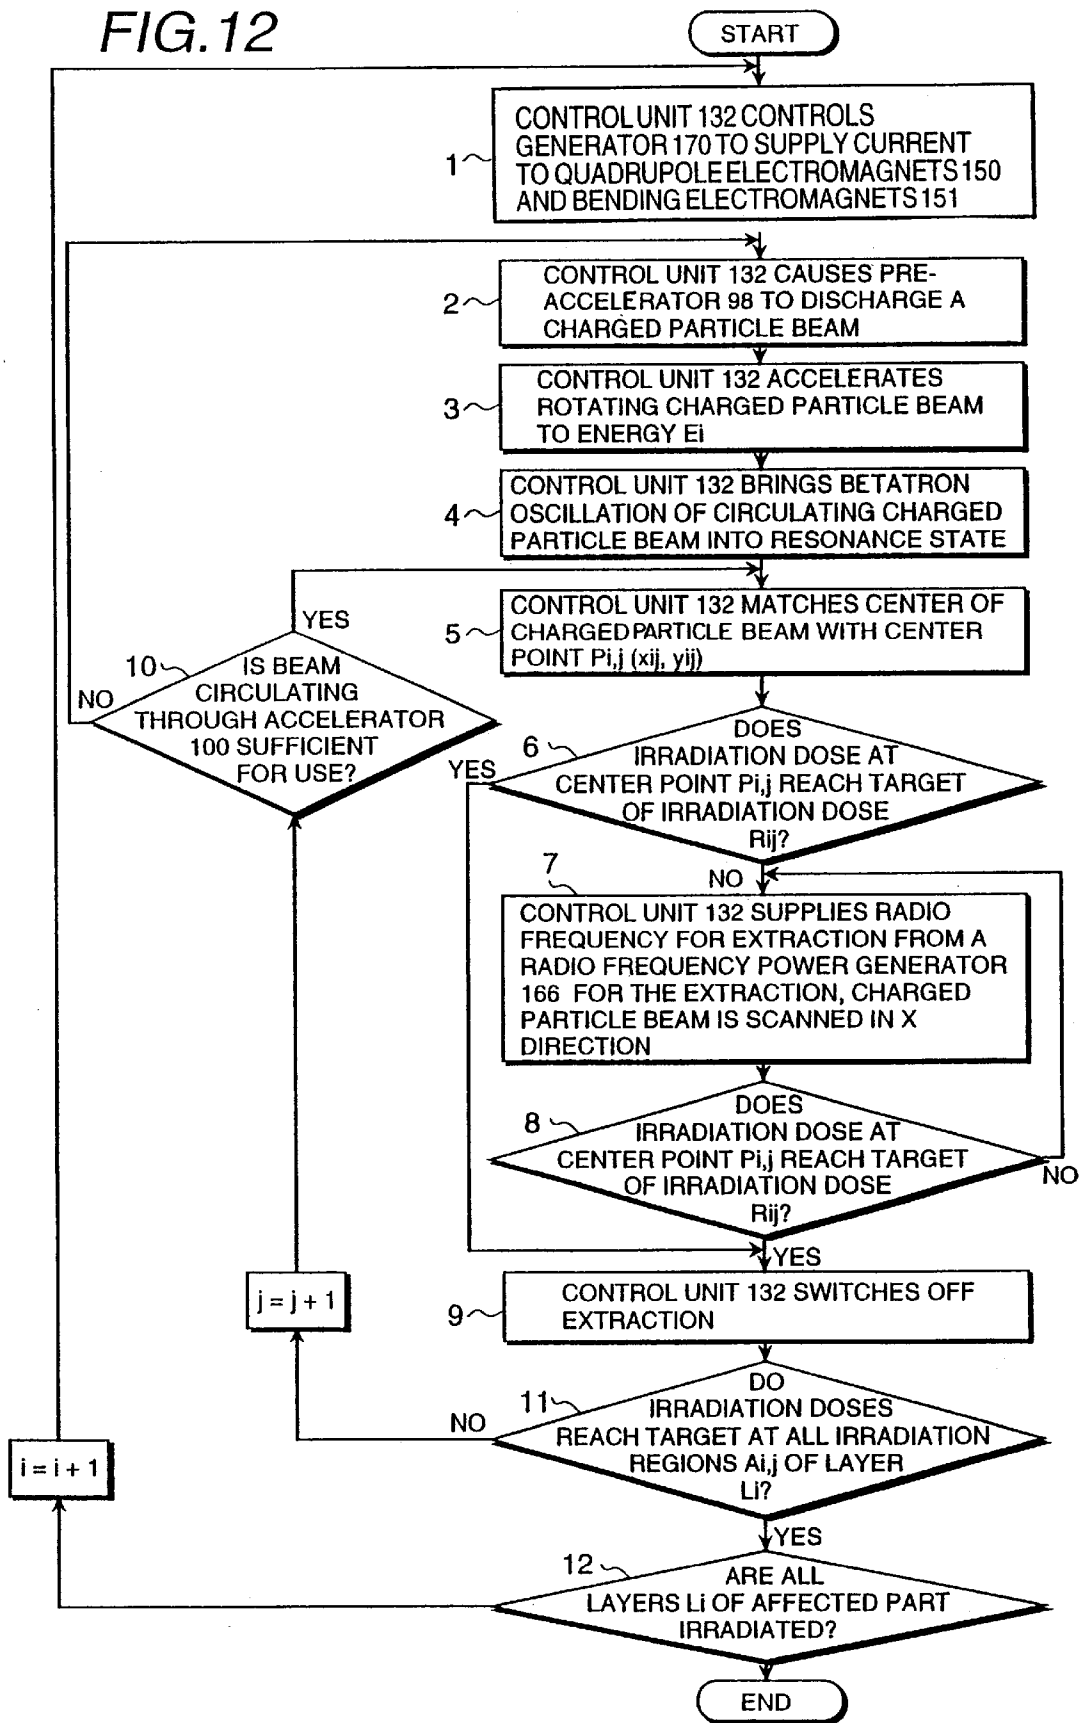 FIG.12
START
1
CONTROL UNIT 132 CONTROLS
GENERATOR 170 TO SUPPLY CURRENT
TO QUADRUPOLE ELECTROMAGNETS 150
AND BENDING ELECTROMAGNETS 151
2
CONTROL UNIT 132 CAUSES PRE-
ACCELERATOR 98 TO DISCHARGE A
CHARGED PARTICLE BEAM
3
CONTROL UNIT 132 ACCELERATES
ROTATING CHARGED PARTICLE BEAM
TO ENERGY Ei
4
CONTROL UNIT 132 BRINGS BETATRON
OSCILLATION OF CIRCULATING CHARGED
PARTICLE BEAM INTO RESONANCE STATE
5
CONTROL UNIT 132 MATCHES CENTER OF
CHARGED PARTICLE BEAM WITH CENTER
POINT Pi,j (xij, yij)
YES
10
NO
IS BEAM
CIRCULATING
THROUGH ACCELERATOR
100 SUFFICIENT
FOR USE?
6
YES
DOES
IRRADIATION DOSE AT
CENTER POINT Pi,j REACH TARGET
OF IRRADIATION DOSE
Rij?
NO
7
CONTROL UNIT 132 SUPPLIES RADIO
FREQUENCY FOR EXTRACTION FROM A
RADIO FREQUENCY POWER GENERATOR
166 FOR THE EXTRACTION, CHARGED
PARTICLE BEAM IS SCANNED IN X
DIRECTION
8
DOES
IRRADIATION DOSE AT
CENTER POINT Pi,j REACH TARGET
OF IRRADIATION DOSE
Rij?
NO
YES
9
CONTROL UNIT 132 SWITCHES OFF
EXTRACTION
j = j + 1
11
NO
DO
IRRADIATION DOSES
REACH TARGET AT ALL IRRADIATION
REGIONS Ai,j OF LAYER
Li?
YES
i = i + 1
12
ARE ALL
LAYERS Li OF AFFECTED PART
IRRADIATED?
END